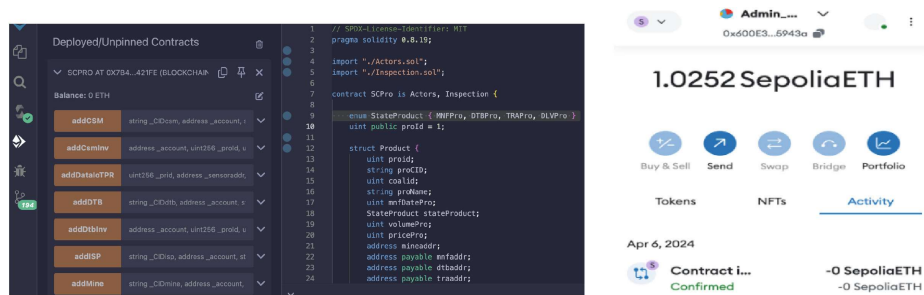 Deployed/Unpinned Contracts
SCPRO AT 0X7B4...421FE (BLOCKCHAIN
Balance: 0 ETH
addCSM string _CIDcsm, address _account, s
addCsmInv address _account, uint256 _proId, u
addDataIoTPR uint256 _prid, address _sensoraddr,
addDTB string _CIDdtb, address _account, s
addDtbInv address _account, uint256 _proId, u
addISP string _CIDisp, address _account, st
addMine string _CIDmine, address _account,
194
1 // SPDX-License-Identifier: MIT
2 pragma solidity 0.8.19;
3
4 import "./Actors.sol";
5 import "./Inspection.sol";
6
7 contract SCPro is Actors, Inspection {
8
9 enum StateProduct { MNFPro, DTBPro, TRAPro, DLVPro }
10 uint public proId = 1;
11
12 struct Product {
13 uint proid;
14 string proCID;
15 uint coalid;
16 string proName;
17 uint mnfDatePro;
18 StateProduct stateProduct;
19 uint volumePro;
20 uint pricePro;
21 address mineaddr;
22 address payable mnfaddr;
23 address payable dtbaddr;
24 address payable traaddr;
S
Admin_...
0x600E3...5943a
1.0252 SepoliaETH
Buy & Sell Send Swap Bridge Portfolio
Tokens NFTs Activity
Apr 6, 2024
S
Contract i... -0 SepoliaETH
Confirmed -0 SepoliaETH